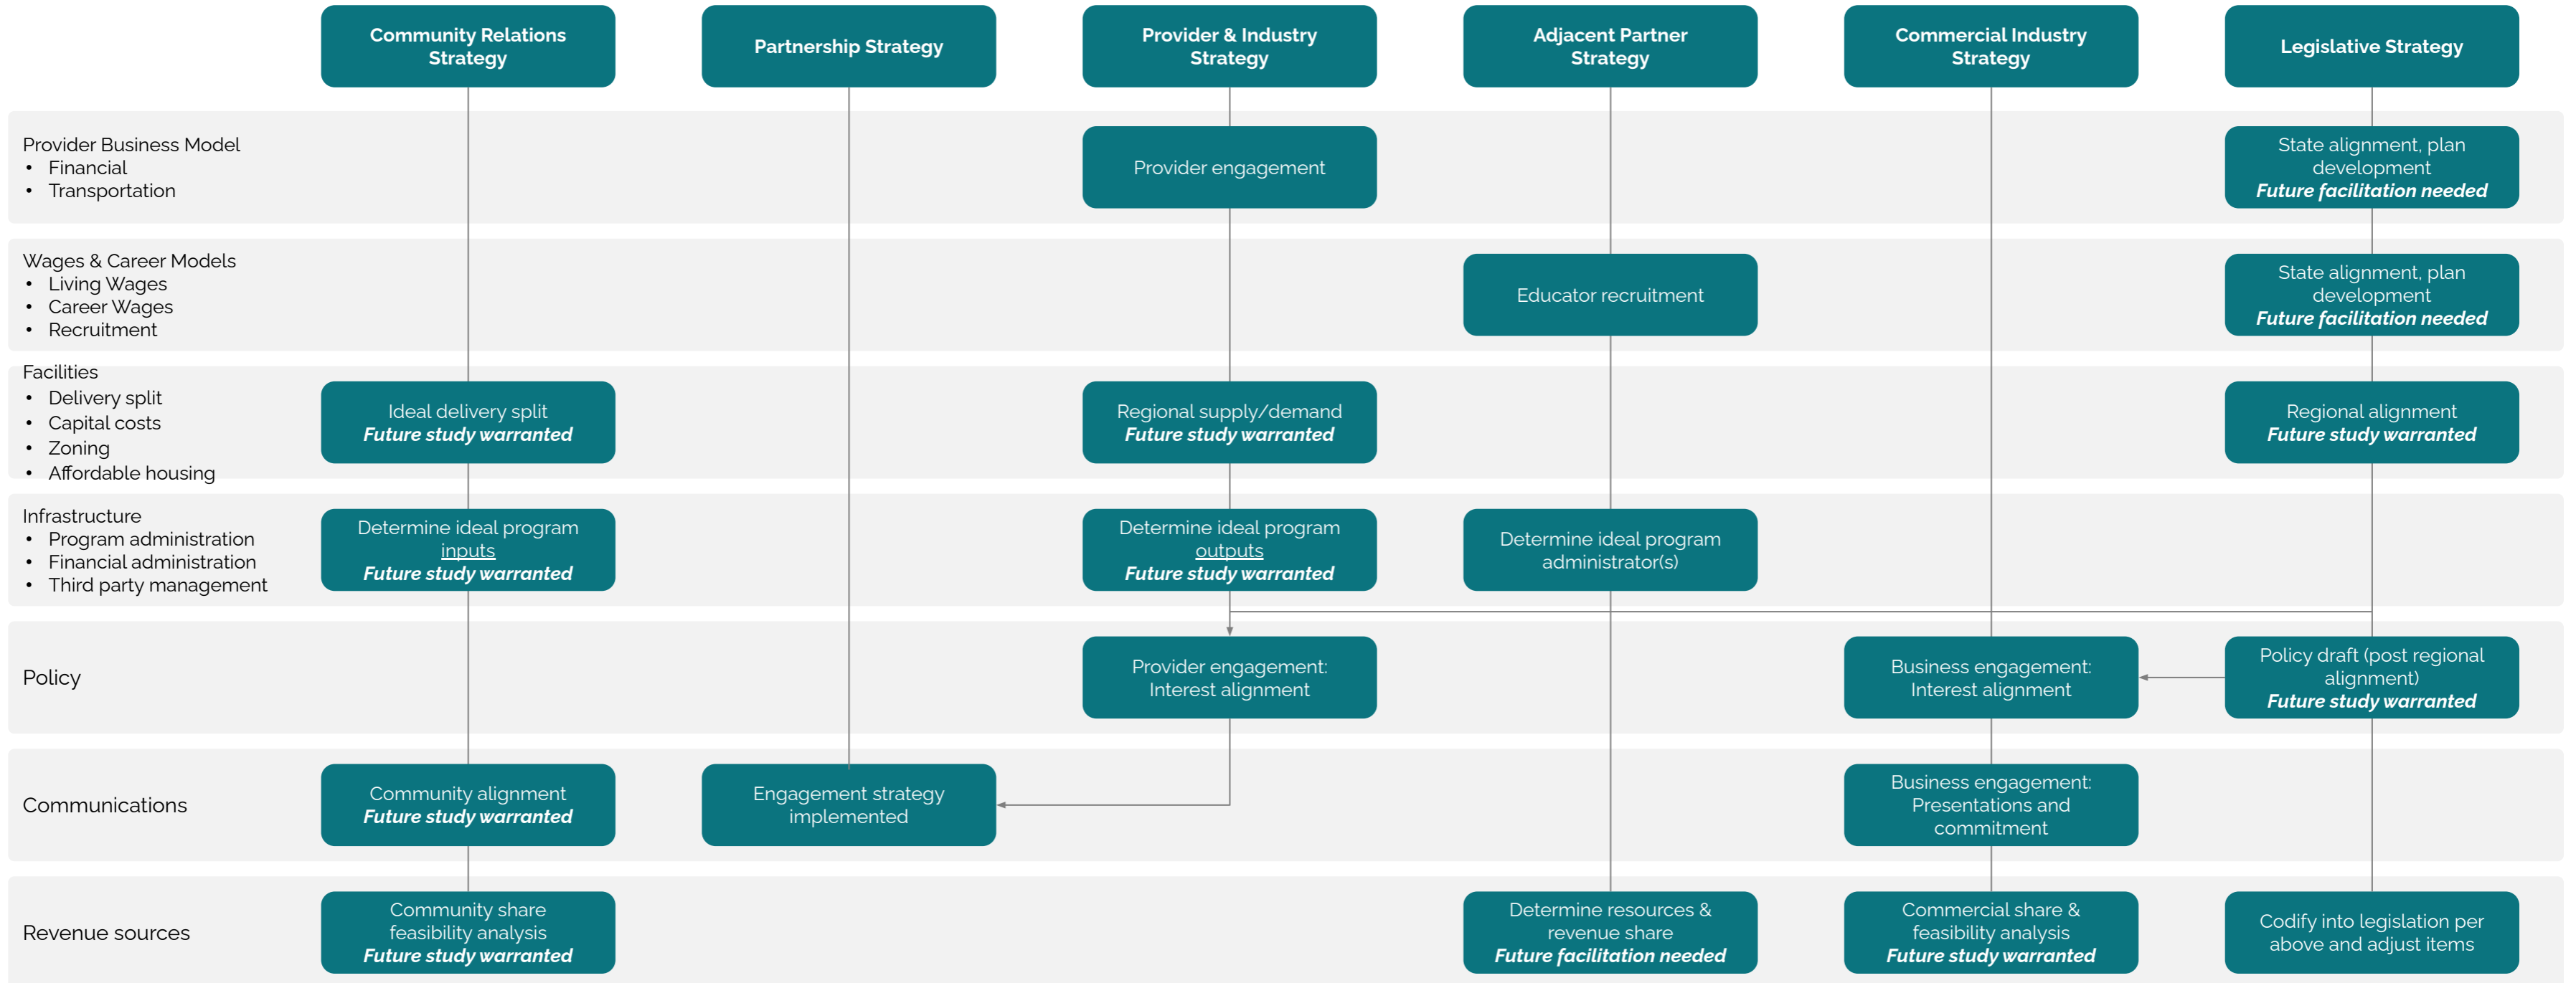 Community Relations
Strategy
Partnership Strategy
Provider & Industry
Strategy
Adjacent Partner
Strategy
Commercial Industry
Strategy
Legislative Strategy
Provider Business Model
• Financial
• Transportation
Provider engagement
State alignment, plan
development
Future facilitation needed
Wages & Career Models
• Living Wages
• Career Wages
• Recruitment
Educator recruitment
State alignment, plan
development
Future facilitation needed
Facilities
• Delivery split
• Capital costs
• Zoning
• Affordable housing
Ideal delivery split
Future study warranted
Regional supply/demand
Future study warranted
Regional alignment
Future study warranted
Infrastructure
• Program administration
• Financial administration
• Third party management
Determine ideal program
inputs
Future study warranted
Determine ideal program
outputs
Future study warranted
Determine ideal program
administrator(s)
Policy
Provider engagement:
Interest alignment
Business engagement:
Interest alignment
Policy draft (post regional
alignment)
Future study warranted
Communications
Community alignment
Future study warranted
Engagement strategy
implemented
Business engagement:
Presentations and
commitment
Revenue sources
Community share
feasibility analysis
Future study warranted
Determine resources &
revenue share
Future facilitation needed
Commercial share &
feasibility analysis
Future study warranted
Codify into legislation per
above and adjust items